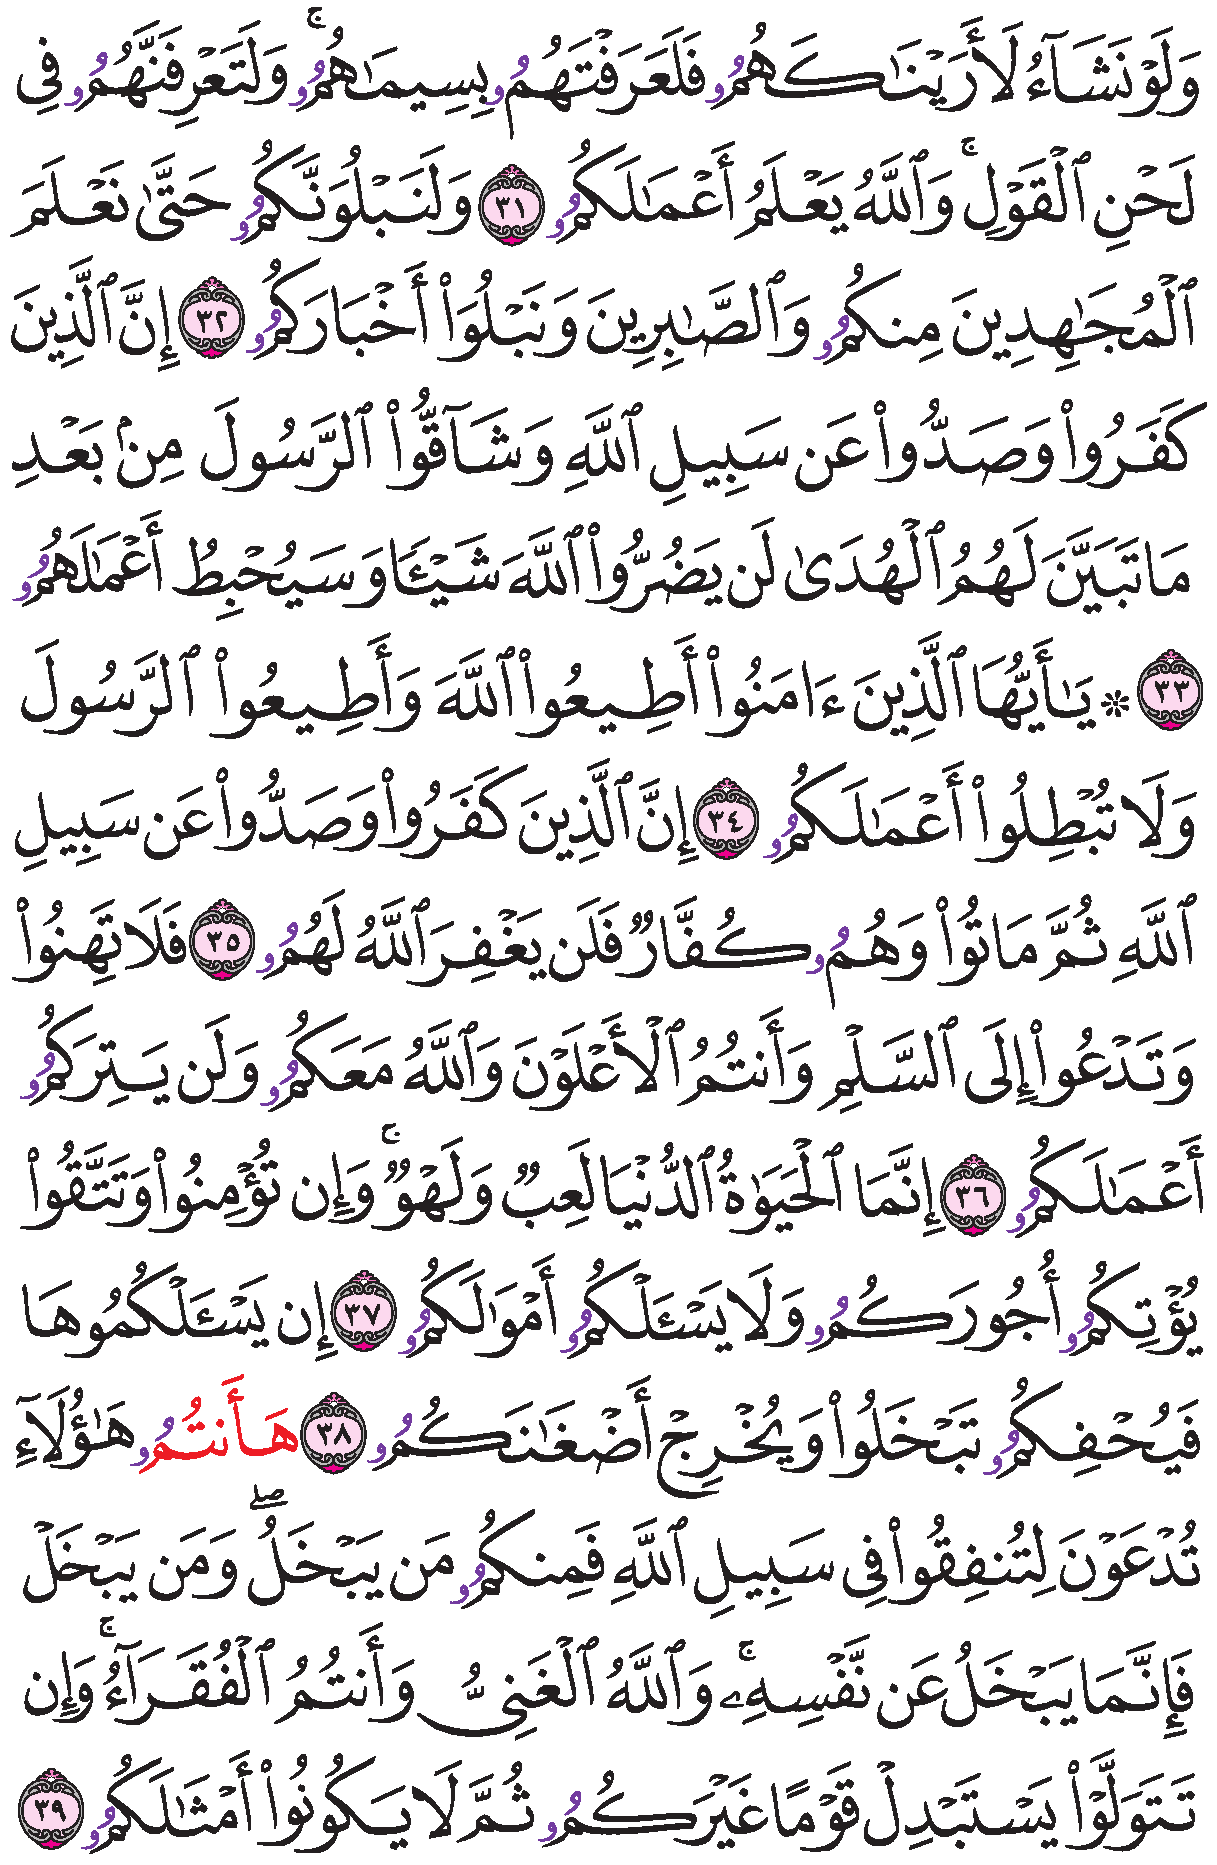 وَلَوۡ نَشَآءُ لَأَرَيۡنَٰكَهُمُۥ فَلَعَرَفۡتَهُمُۥ بِسِيمَٰهُمُۥۚ وَلَتَعۡرِفَنَّهُمُۥ فِي
لَحۡنِ ٱلۡقَوۡلِۚ وَٱللَّهُ يَعۡلَمُ أَعۡمَٰلَكُمُۥ ٣١ وَلَنَبۡلُوَنَّكُمُۥ حَتَّىٰ نَعۡلَمَ
ٱلۡمُجَٰهِدِينَ مِنكُمُۥ وَٱلصَّٰبِرِينَ وَنَبۡلُوَاْ أَخۡبَارَكُمُۥ ٣٢ إِنَّ ٱلَّذِينَ
كَفَرُواْ وَصَدُّواْ عَن سَبِيلِ ٱللَّهِ وَشَآقُّواْ ٱلرَّسُولَ مِنۢ بَعۡدِ
مَا تَبَيَّنَ لَهُمُ ٱلۡهُدَىٰ لَن يَضُرُّواْ ٱللَّهَ شَيۡـٔٗا وَسَيُحۡبِطُ أَعۡمَٰلَهُمُۥ
٣٣ ۞ يَٰٓأَيُّهَا ٱلَّذِينَ ءَامَنُوٓاْ أَطِيعُواْ ٱللَّهَ وَأَطِيعُواْ ٱلرَّسُولَ
وَلَا تُبۡطِلُوٓاْ أَعۡمَٰلَكُمُۥ ٣٤ إِنَّ ٱلَّذِينَ كَفَرُواْ وَصَدُّواْ عَن سَبِيلِ
ٱللَّهِ ثُمَّ مَاتُواْ وَهُمُۥ كُفَّارٞ فَلَن يَغۡفِرَ ٱللَّهُ لَهُمُۥ ٣٥ فَلَا تَهِنُواْ
وَتَدۡعُوٓاْ إِلَى ٱلسَّلۡمِ وَأَنتُمُ ٱلۡأَعۡلَوۡنَ وَٱللَّهُ مَعَكُمُۥ وَلَن يَتِرَكُمُۥ
أَعۡمَٰلَكُمُۥ ٣٦ إِنَّمَا ٱلۡحَيَوٰةُ ٱلدُّنۡيَا لَعِبٞ وَلَهۡوٞۚ وَإِن تُؤۡمِنُواْ وَتَتَّقُواْ
يُؤۡتِكُمُۥ أُجُورَكُمُۥ وَلَا يَسۡـَٔلۡكُمُۥ أَمۡوَٰلَكُمُۥ ٣٧ إِن يَسۡـَٔلۡكُمُوهَا
فَيُحۡفِكُمُۥ تَبۡخَلُواْ وَيُخۡرِجۡ أَضۡغَٰنَكُمُۥ ٣٨ هَـأَنتُمُۥ هَٰٓؤُلَآءِ
تُدۡعَوۡنَ لِتُنفِقُواْ فِي سَبِيلِ ٱللَّهِ فَمِنكُمُۥ مَن يَبۡخَلُۖ وَمَن يَبۡخَلۡ
فَإِنَّمَا يَبۡخَلُ عَن نَّفۡسِهِۦۚ وَٱللَّهُ ٱلۡغَنِيُّ وَأَنتُمُ ٱلۡفُقَرَآءُۚ وَإِن
تَتَوَلَّوۡاْ يَسۡتَبۡدِلۡ قَوۡمًا غَيۡرَكُمُۥ ثُمَّ لَا يَكُونُوٓاْ أَمۡثَٰلَكُمُۥ ٣٩